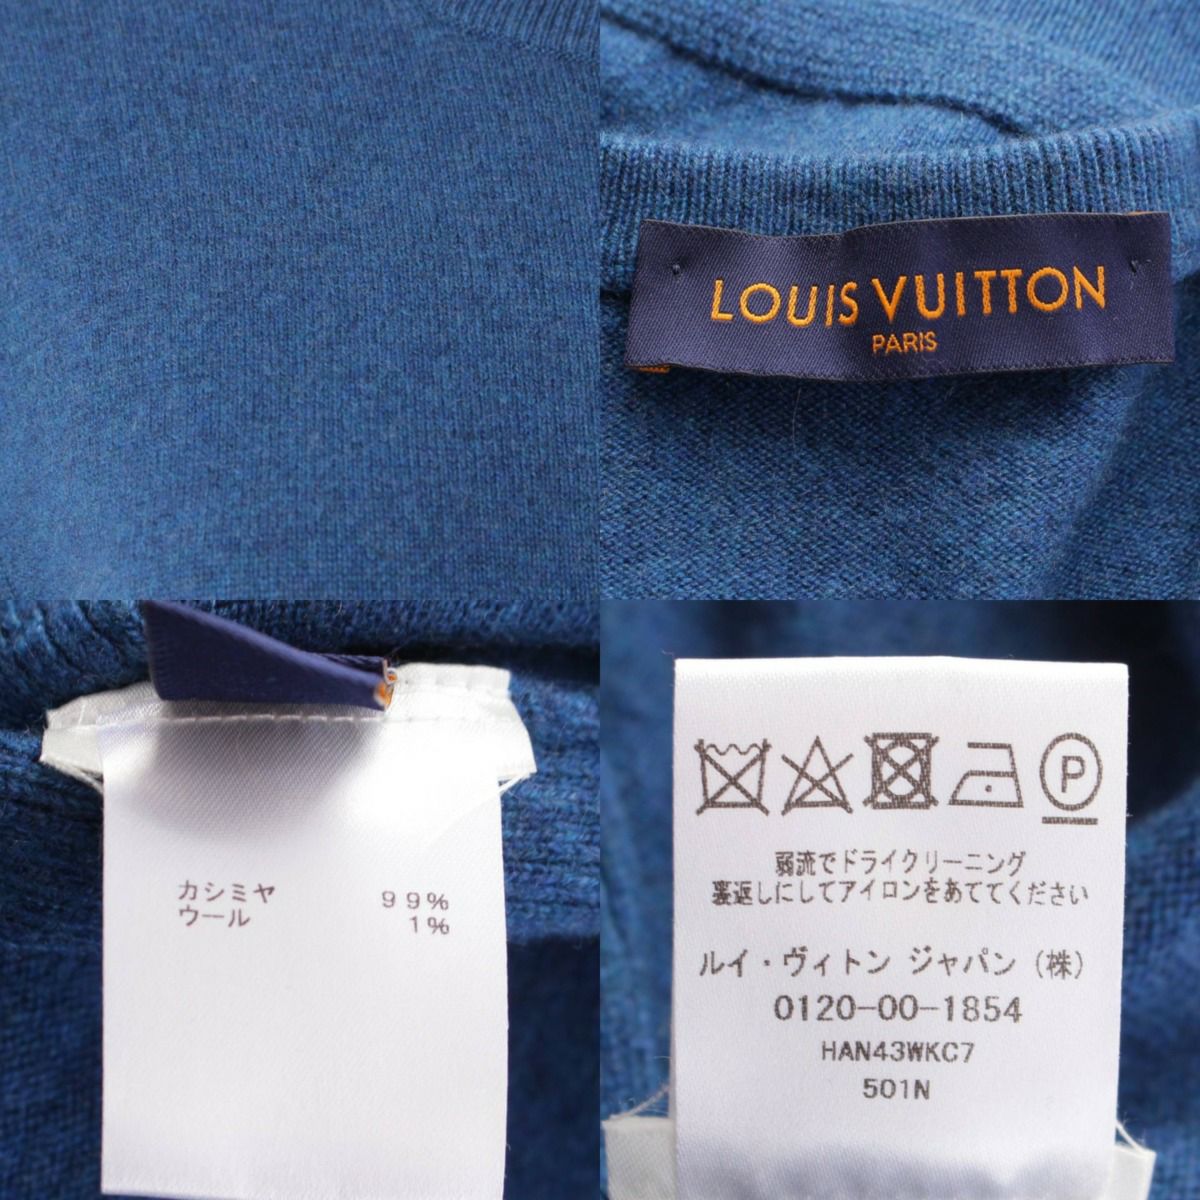 LOUIS VUITTON
PARIS
カシミヤ 99%
ウール 1%
P
弱流でドライクリーニング
裏返しにしてアイロンをあててください
ルイ・ヴィトン ジャパン (株)
0120-00-1854
HAN43WKC7
501N